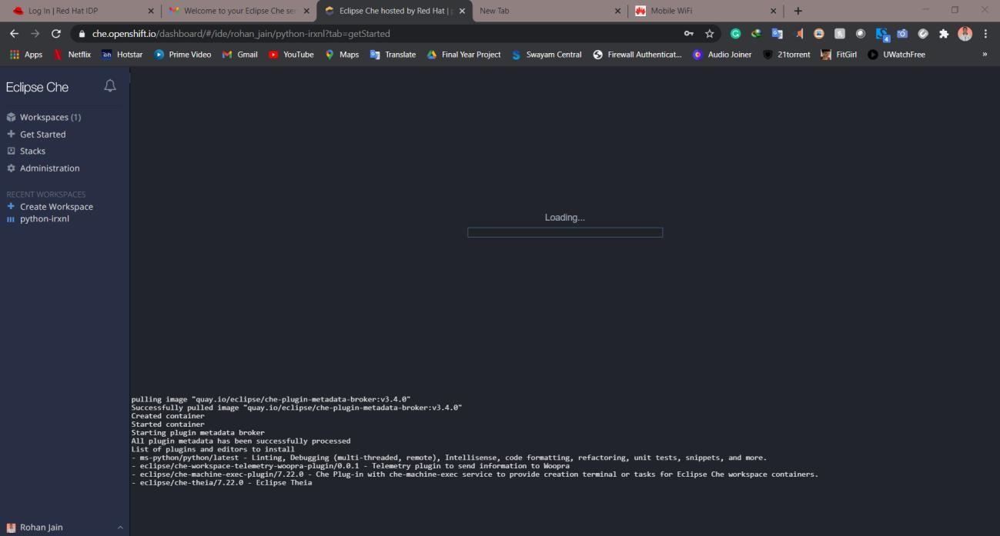 Log In | Red Hat IDP
Welcome to your Eclipse Che ser
Eclipse Che hosted by Red Hat | p
New Tab
Mobile WiFi
che.openshift.io/dashboard/#/ide/rohan_jain/python-irxnl?tab=getStarted
Apps
Netflix
Hotstar
Prime Video
Gmail
YouTube
Maps
Translate
Final Year Project
Swayam Central
Firewall Authenticat...
Audio Joiner
21torrent
FitGirl
UWatchFree
»
Eclipse Che
Workspaces (1)
Get Started
Stacks
Administration
RECENT WORKSPACES
Create Workspace
python-irxnl
Loading...
pulling image "quay.io/eclipse/che-plugin-metadata-broker:v3.4.0"
Successfully pulled image "quay.io/eclipse/che-plugin-metadata-broker:v3.4.0"
Created container
Started container
Starting plugin metadata broker
All plugin metadata has been successfully processed
List of plugins and editors to install
- ms-python/python/latest - Linting, Debugging (multi-threaded, remote), Intellisense, code formatting, refactoring, unit tests, snippets, and more.
- eclipse/che-workspace-telemetry-woopra-plugin/0.0.1 - Telemetry plugin to send information to Woopra
- eclipse/che-machine-exec-plugin/7.22.0 - Che Plug-in with che-machine-exec service to provide creation terminal or tasks for Eclipse Che workspace containers.
- eclipse/che-theia/7.22.0 - Eclipse Theia
Rohan Jain